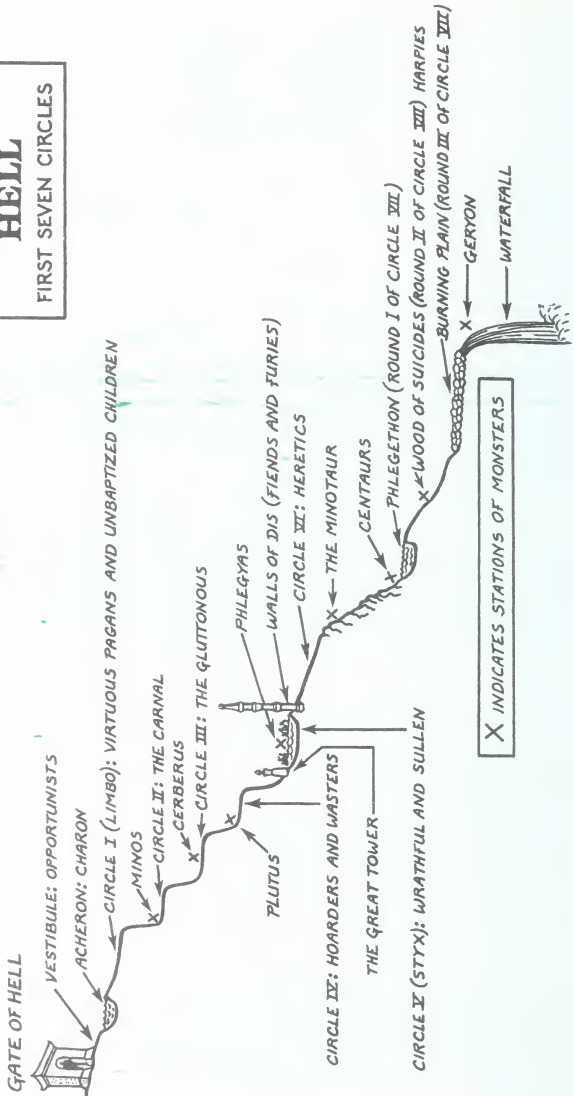 HELL
FIRST SEVEN CIRCLES
GATE OF HELL
VESTIBULE: OPPORTUNISTS
ACHERON: CHARON
CIRCLE I (LIMBO): VIRTUOUS PAGANS AND UNBAPTIZED CHILDREN
MINOS
CIRCLE II: THE CARNAL
CERBERUS
CIRCLE III: THE GLUTTONOUS
PLUTUS
CIRCLE IV: HOARDERS AND WASTERS
THE GREAT TOWER
CIRCLE V (STYX): WRATHFUL AND SULLEN
PHLEGYAS
WALLS OF DIS (FIENDS AND FURIES)
CIRCLE VI: HERETICS
THE MINOTAUR
CENTAURS
PHLEGETHON (ROUND I OF CIRCLE VII)
WOOD OF SUICIDES (ROUND II OF CIRCLE VII) HARPIES
BURNING PLAIN (ROUND III OF CIRCLE VII)
GERYON
WATERFALL
X INDICATES STATIONS OF MONSTERS